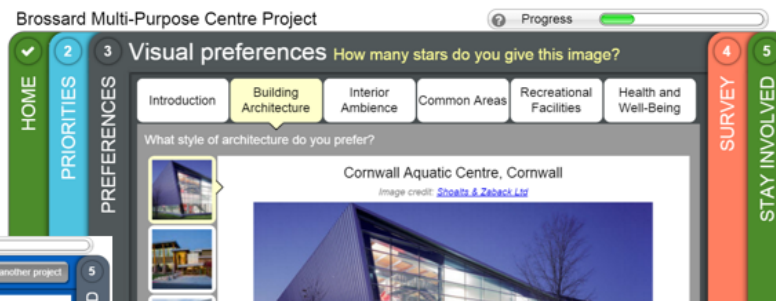 Brossard Multi-Purpose Centre Project
? Progress
2 3 Visual preferences How many stars do you give this image? 4 5
HOME
PRIORITIES
PREFERENCES
SURVEY
STAY INVOLVED
Introduction
Building
Architecture
Interior
Ambience
Common Areas
Recreational
Facilities
Health and
Well-Being
What style of architecture do you prefer?
Cornwall Aquatic Centre, Cornwall
Image credit: Shoalts & Zaback Ltd
another project 5
D